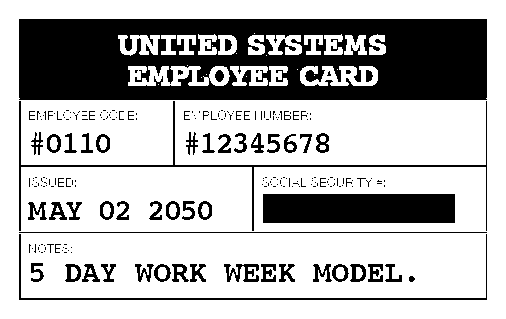 UNITED SYSTEMS
EMPLOYEE CARD
EMPLOYEE CODE:
#0110
EMPLOYEE NUMBER:
#12345678
ISSUED:
MAY 02 2050
SOCIAL SECURITY #:
NOTES:
5 DAY WORK WEEK MODEL.